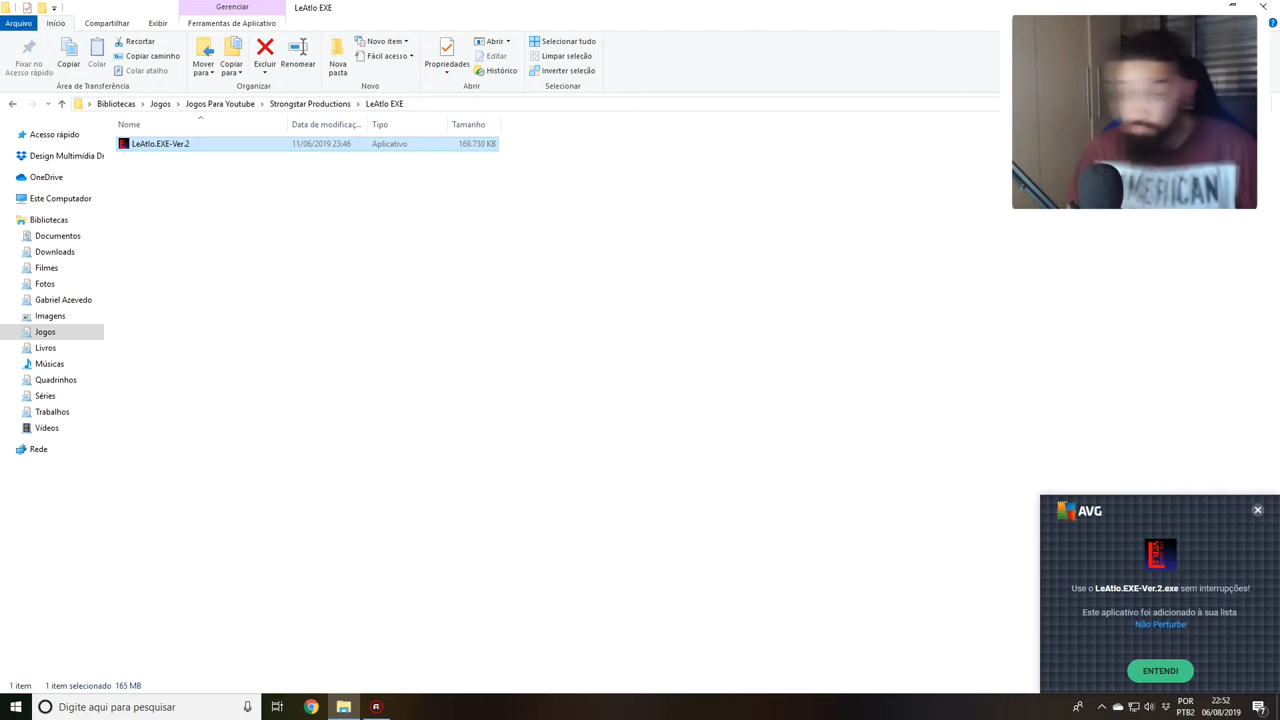 Gerenciar
LeAtlo EXE
Arquivo
Início
Compartilhar
Exibir
Ferramentas de Aplicativo
Fixar no
Acesso rápido
Copiar
Colar
Recortar
Copiar caminho
Colar atalho
Mover
para
Copiar
para
Excluir
Renomear
Nova
pasta
Novo item
Fácil acesso
Propriedades
Abrir
Editar
Histórico
Selecionar tudo
Limpar seleção
Inverter seleção
Área de Transferência
Organizar
Novo
Abrir
Selecionar
Bibliotecas
Jogos
Jogos Para Youtube
Strongstar Productions
LeAtlo EXE
Nome
Data de modificaç...
Tipo
Tamanho
LeAtlo.EXE-Ver.2
11/06/2019 23:46
Aplicativo
169.730 KB
Acesso rápido
Design Multimídia Dr
OneDrive
Este Computador
Bibliotecas
Documentos
Downloads
Filmes
Fotos
Gabriel Azevedo
Imagens
Jogos
Livros
Músicas
Quadrinhos
Séries
Trabalhos
Vídeos
Rede
MERICAN
AVG
VER.2
Use o LeAtlo.EXE-Ver.2.exe sem interrupções!
Este aplicativo foi adicionado à sua lista
Não Perturbe
ENTENDI
1 item
1 item selecionado 165 MB
Digite aqui para pesquisar
POR
PTB2
22:52
06/08/2019
7